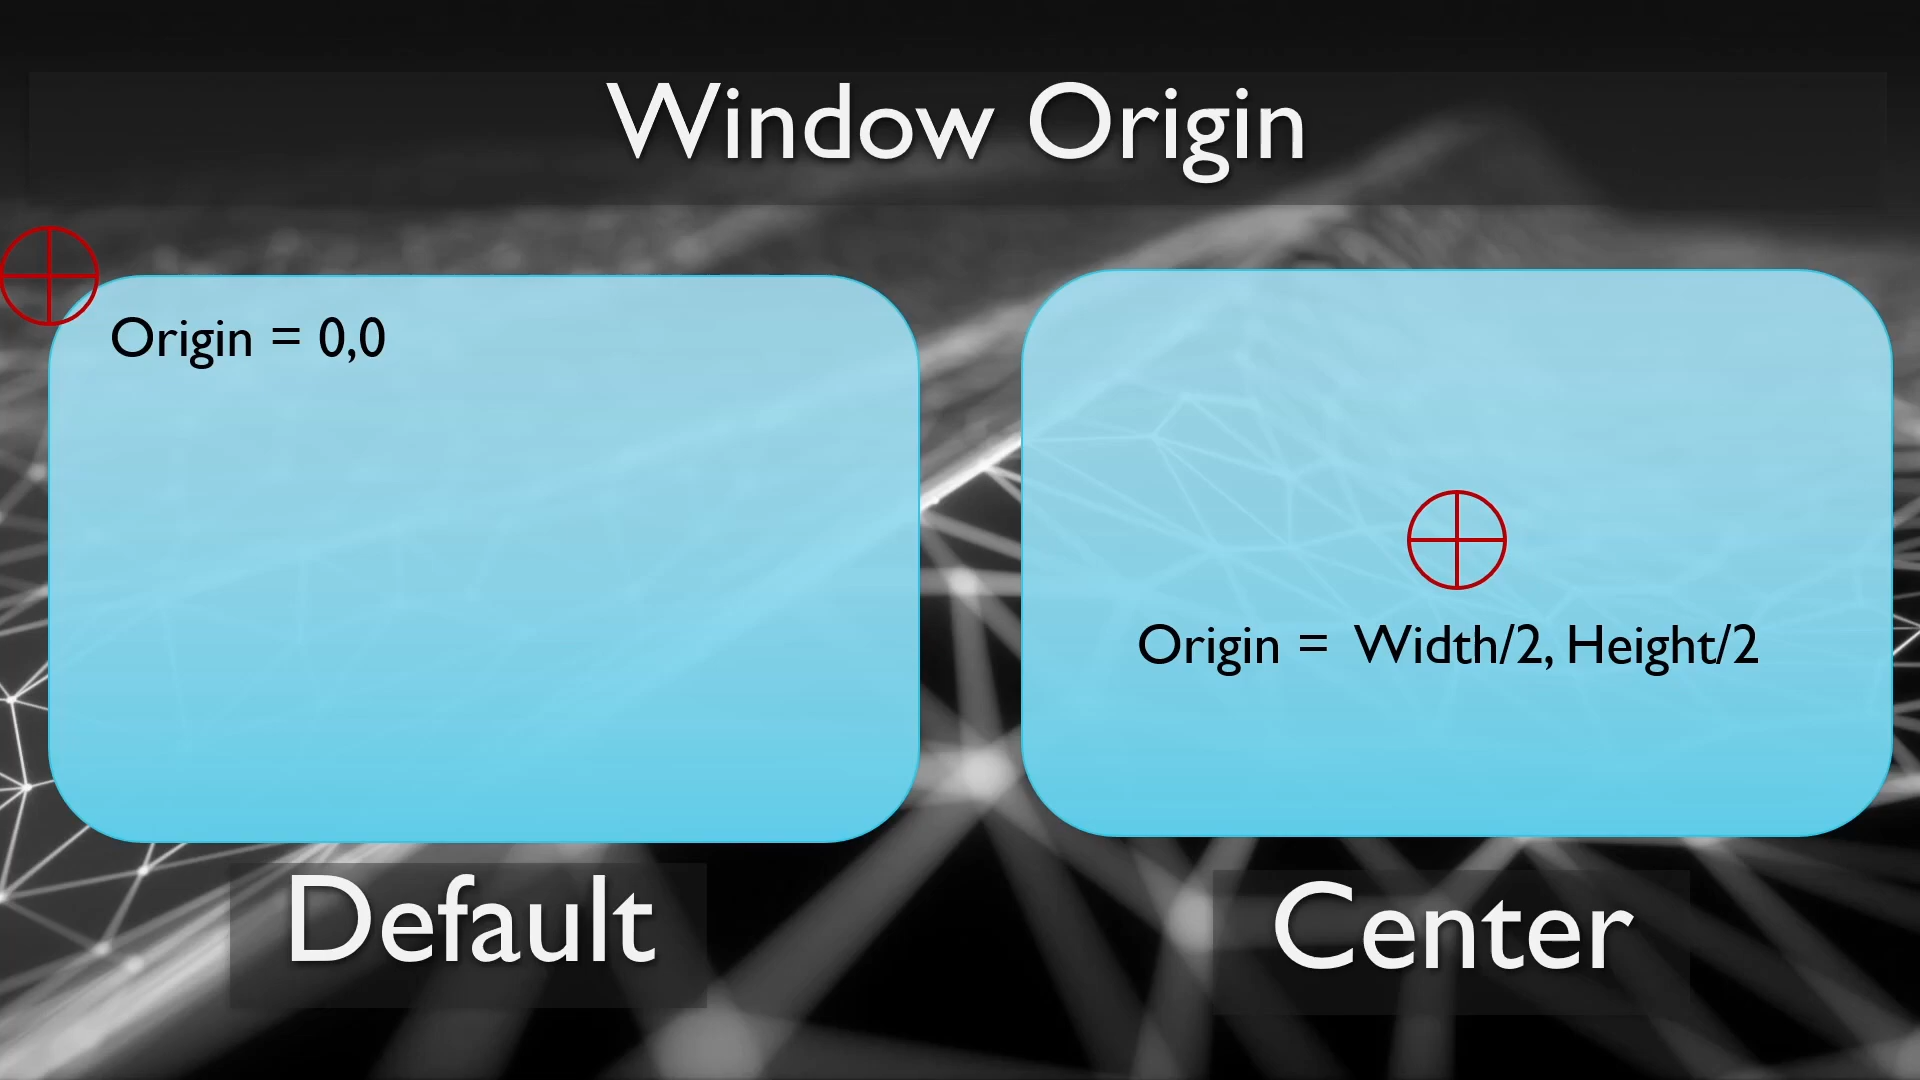 Window Origin
Origin = 0,0
Origin = Width/2, Height/2
Default
Center